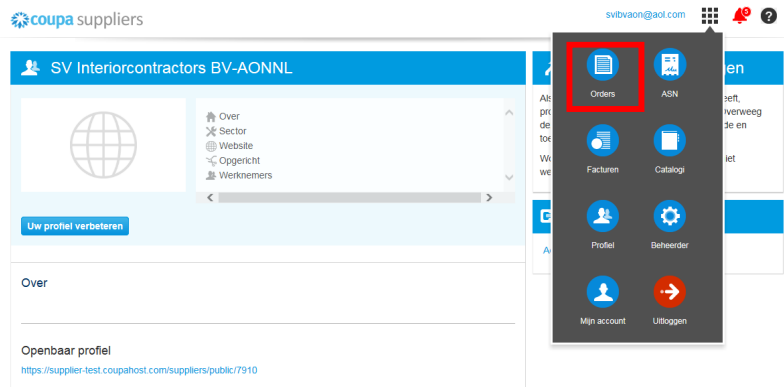 coupa suppliers
svibvaon@aol.com
5
?
SV Interiorcontractors BV-AONNL
Over
Sector
Website
Opgericht
Werknemers
Uw profiel verbeteren
Over
Openbaar profiel
https://supplier-test.coupahost.com/suppliers/public/7910
Orders
ASN
Facturen
Catalogi
Profiel
Beheerder
Mijn account
Uitloggen